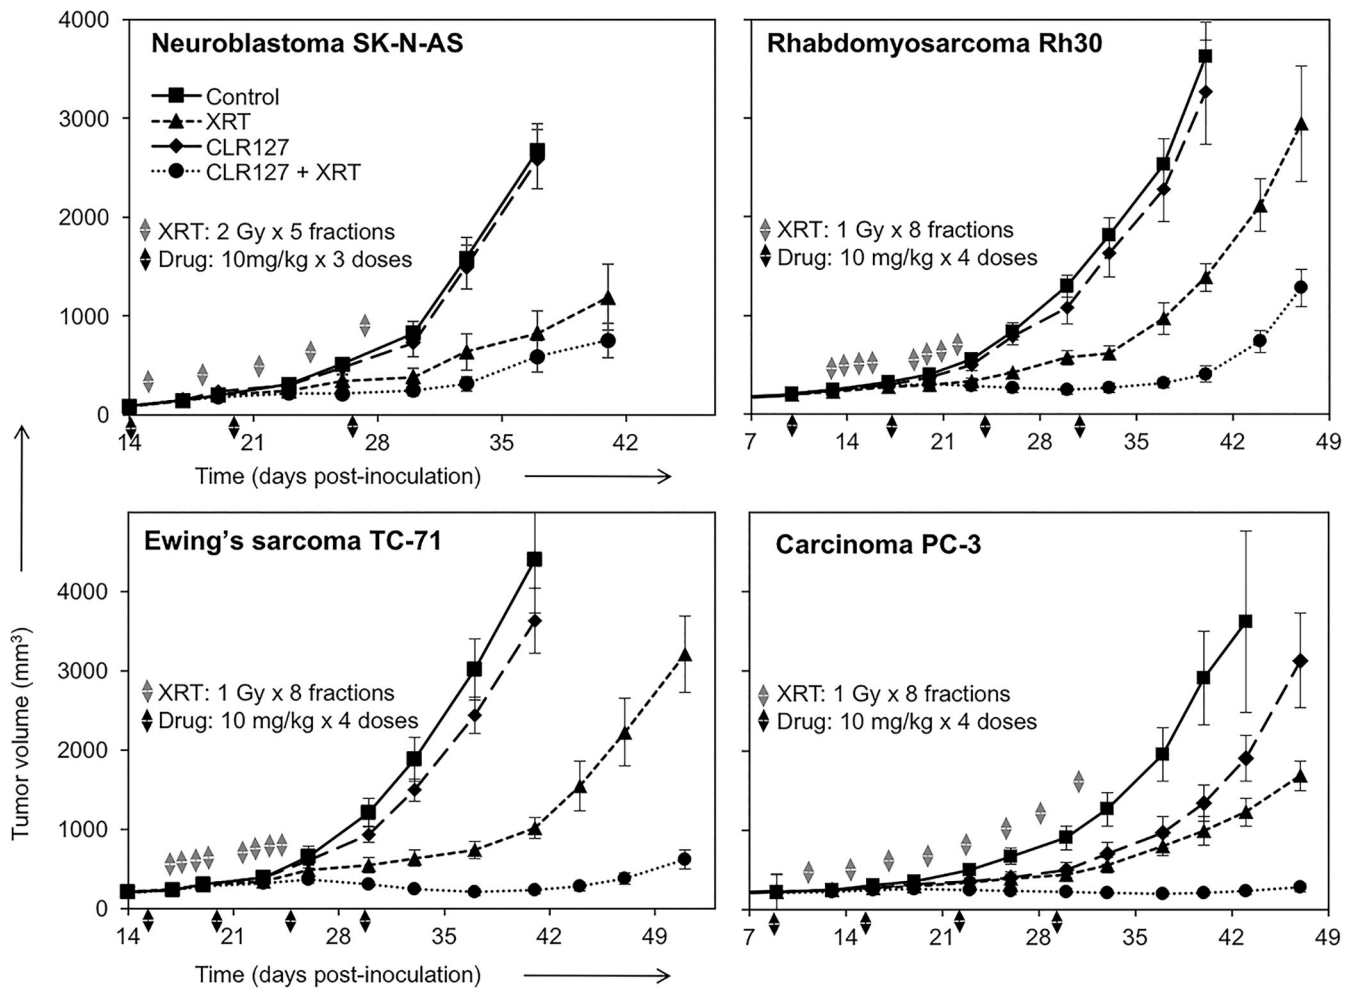 Neuroblastoma SK-N-AS
Control
XRT
CLR127
CLR127 + XRT
XRT: 2 Gy x 5 fractions
Drug: 10mg/kg x 3 doses
4000
3000
2000
1000
0
14 21 28 35 42
Time (days post-inoculation)
Rhabdomyosarcoma Rh30
XRT: 1 Gy x 8 fractions
Drug: 10 mg/kg x 4 doses
7 14 21 28 35 42 49
Tumor volume (mm³)
Ewing’s sarcoma TC-71
XRT: 1 Gy x 8 fractions
Drug: 10 mg/kg x 4 doses
4000
3000
2000
1000
0
14 21 28 35 42 49
Time (days post-inoculation)
Carcinoma PC-3
XRT: 1 Gy x 8 fractions
Drug: 10 mg/kg x 4 doses
7 14 21 28 35 42 49